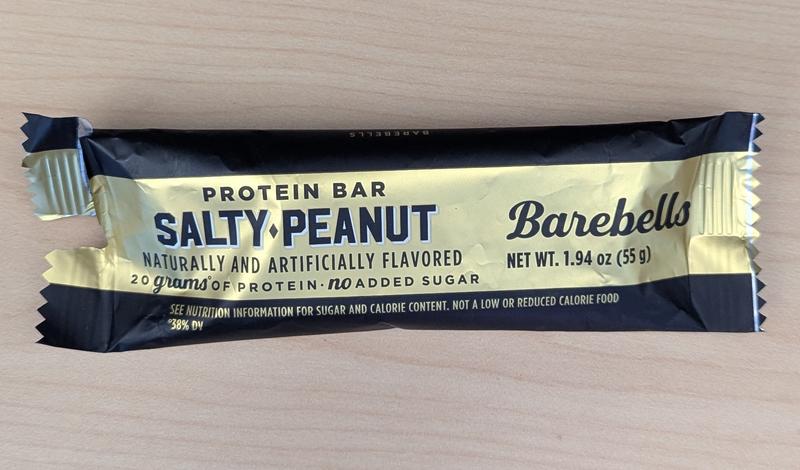 BAREBELLS
PROTEIN BAR
SALTY PEANUT
NATURALLY AND ARTIFICIALLY FLAVORED
20 grams° OF PROTEIN · no ADDED SUGAR
SEE NUTRITION INFORMATION FOR SUGAR AND CALORIE CONTENT. NOT A LOW OR REDUCED CALORIE FOOD
°38% DV
Barebells
NET WT. 1.94 oz (55 g)